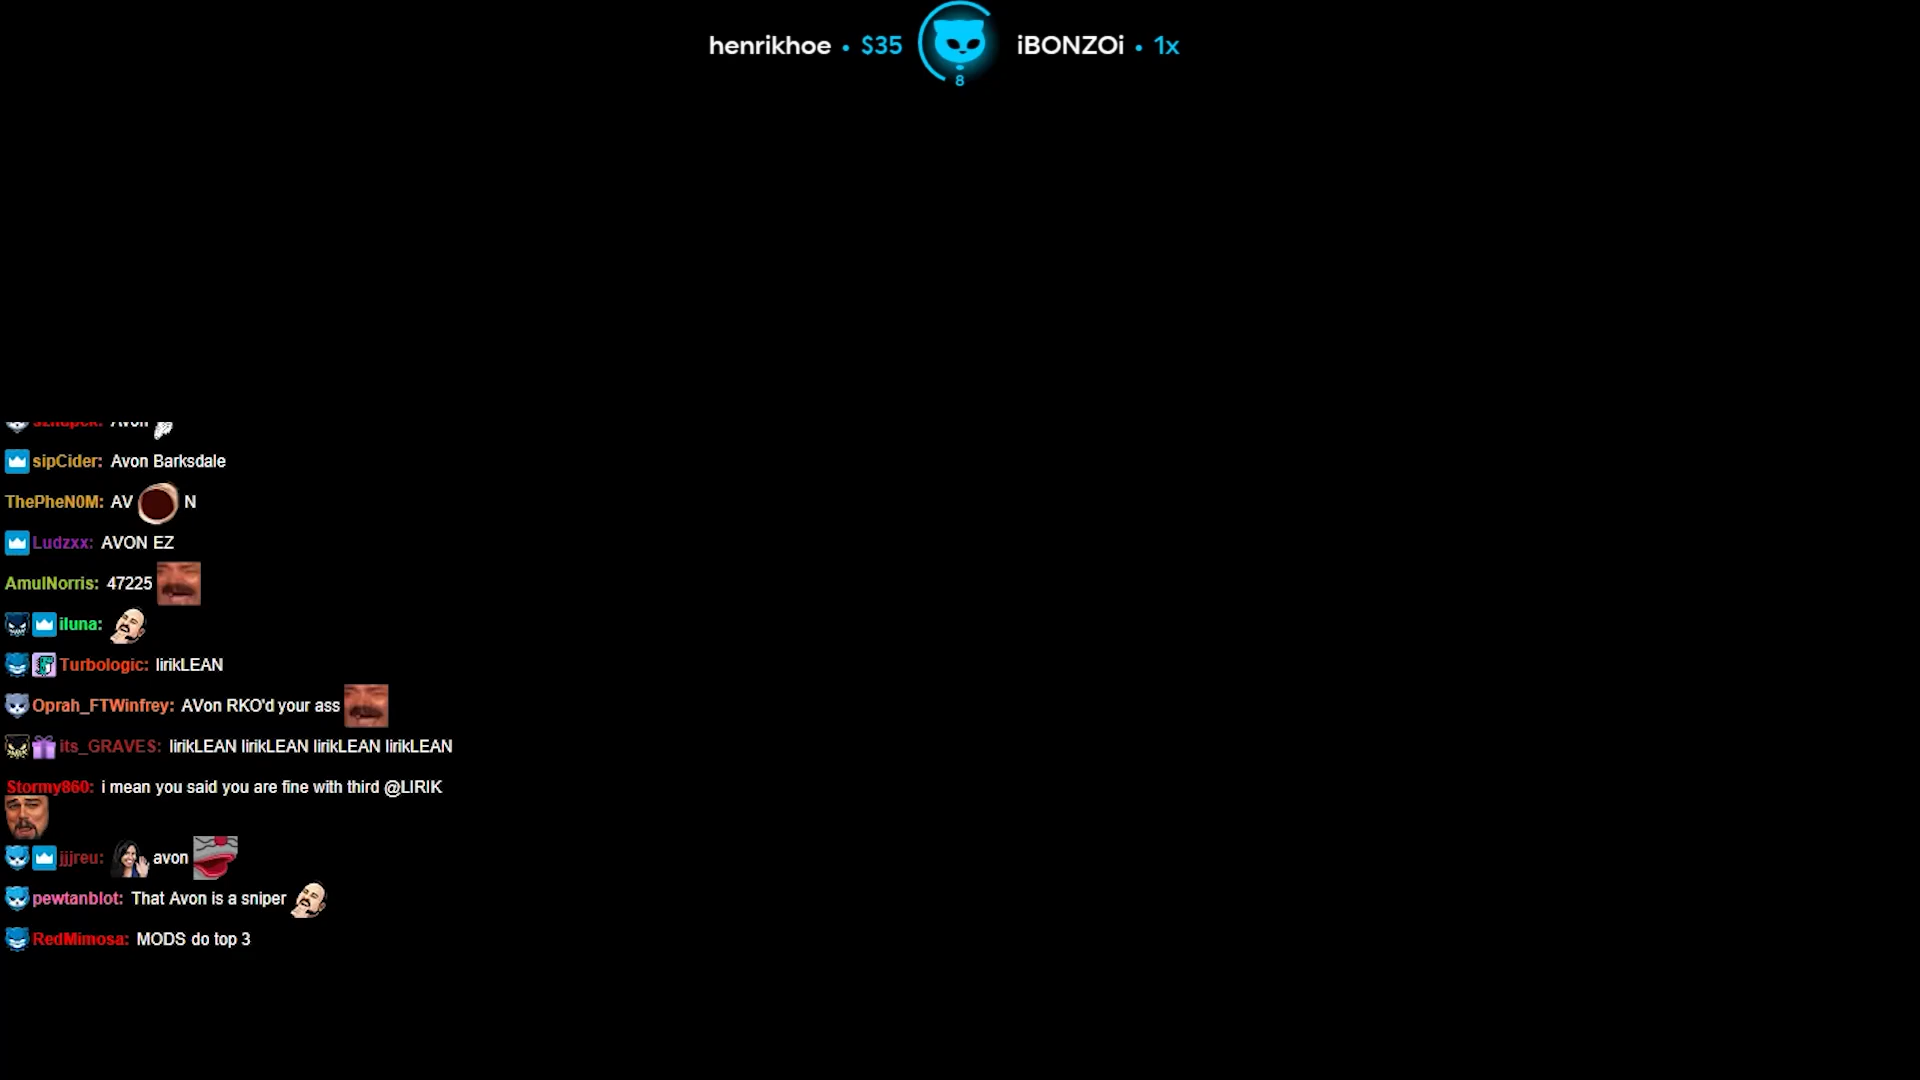 henrikhoe • $35
8
iBONZOi • 1x
Avon
sipCider: Avon Barksdale
ThePheN0M: AV N
Ludzxx: AVON EZ
AmulNorris: 47225
iluna:
Turbologic: lirikLEAN
Oprah_FTWinfrey: AVon RKO'd your ass
its_GRAVES: lirikLEAN lirikLEAN lirikLEAN lirikLEAN
Stormy860: i mean you said you are fine with third @LIRIK
jjjreu: avon
pewtanblot: That Avon is a sniper
RedMimosa: MODS do top 3